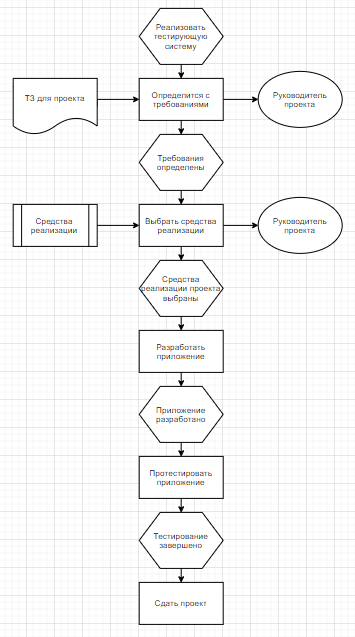 Реализовать
тестирующую
систему
ТЗ для проекта
Определится с
требованиями
Руководитель
проекта
Требования
определены
Средства
реализации
Выбрать средства
реализации
Руководитель
проекта
Средства
реализации проекта
выбраны
Разработать
приложение
Приложение
разработано
Протестировать
приложение
Тестирование
завершено
Сдать проект